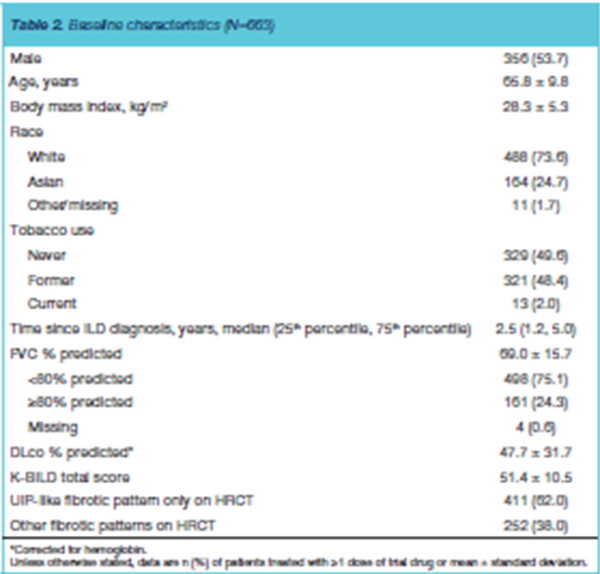 Table 2. Baseline characteristics (N=663)
Male 356 (53.7)
Age, years 65.8 ± 9.8
Body mass index, kg/m² 28.3 ± 5.3
Race
White 488 (73.6)
Asian 164 (24.7)
Other/missing 11 (1.7)
Tobacco use
Never 329 (49.6)
Former 321 (48.4)
Current 13 (2.0)
Time since ILD diagnosis, years, median (25th percentile, 75th percentile) 2.5 (1.2, 5.0)
FVC % predicted 69.0 ± 15.7
<80% predicted 498 (75.1)
≥80% predicted 161 (24.3)
Missing 4 (0.6)
DLco % predicted* 47.7 ± 31.7
K-BILD total score 51.4 ± 10.5
UIP-like fibrotic pattern only on HRCT 411 (62.0)
Other fibrotic patterns on HRCT 252 (38.0)
*Corrected for hemoglobin.
Unless otherwise stated, data are n (%) of patients treated with ≥1 dose of trial drug or mean ± standard deviation.